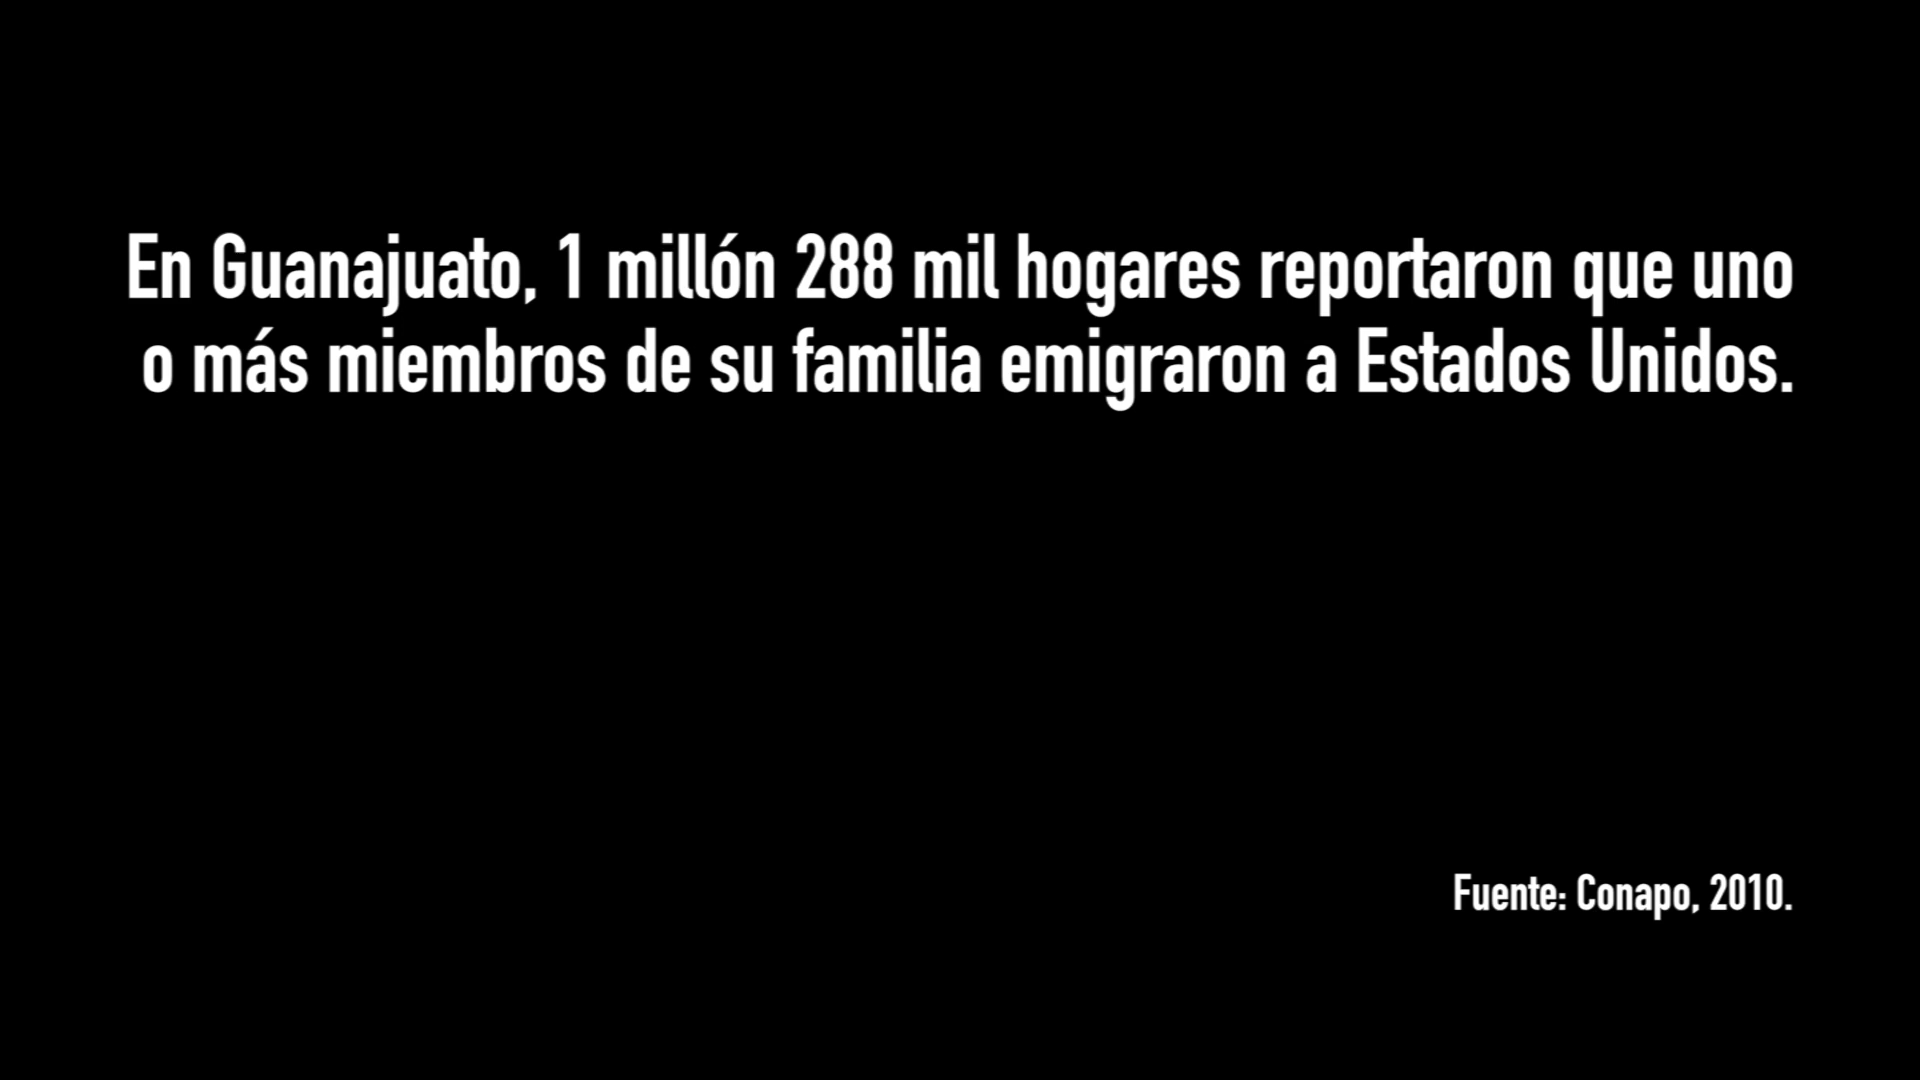 En Guanajuato, 1 millón 288 mil hogares reportaron que uno
o más miembros de su familia emigraron a Estados Unidos.
Fuente: Conapo, 2010.